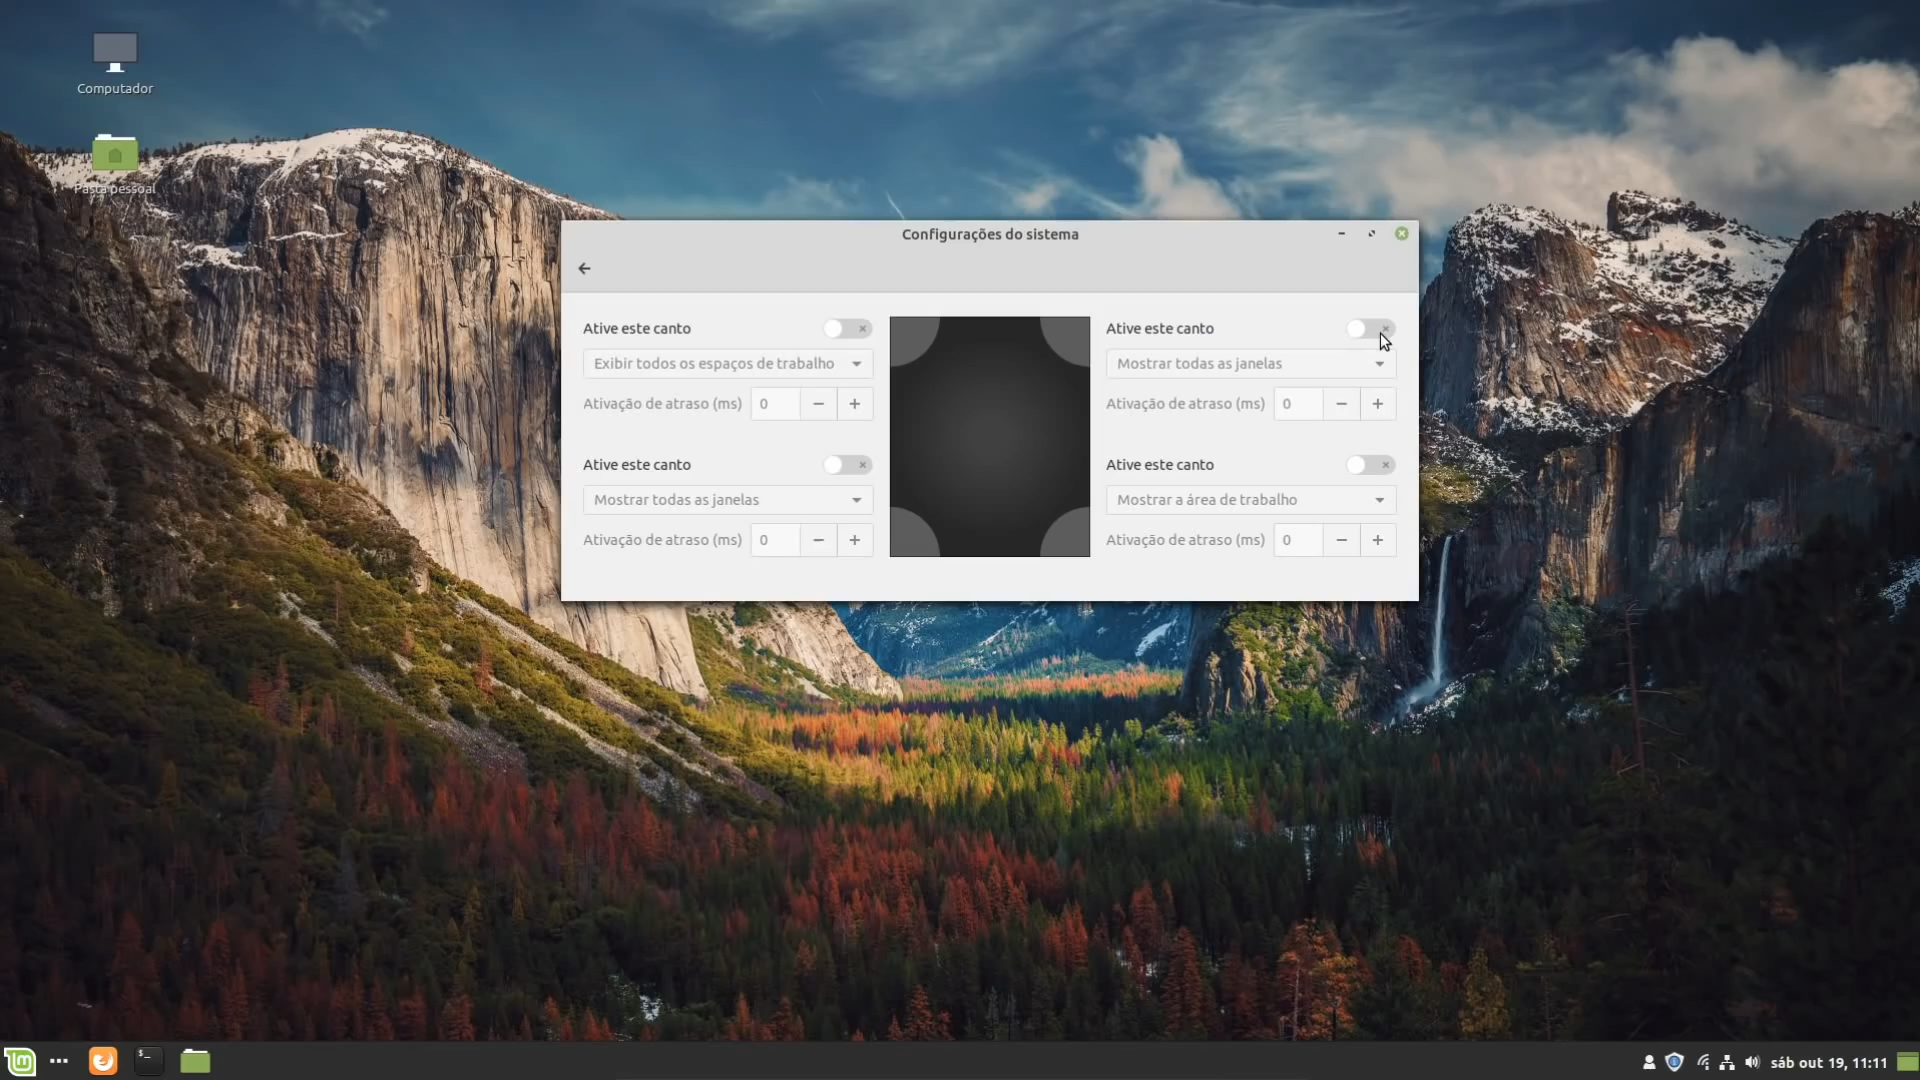 Computador
Pasta pessoal
Configurações do sistema
Ative este canto
Exibir todos os espaços de trabalho
Ativação de atraso (ms) 0 − +
Ative este canto
Mostrar todas as janelas
Ativação de atraso (ms) 0 − +
Ative este canto
Mostrar todas as janelas
Ativação de atraso (ms) 0 − +
Ative este canto
Mostrar a área de trabalho
Ativação de atraso (ms) 0 − +
$_
sáb out 19, 11:11